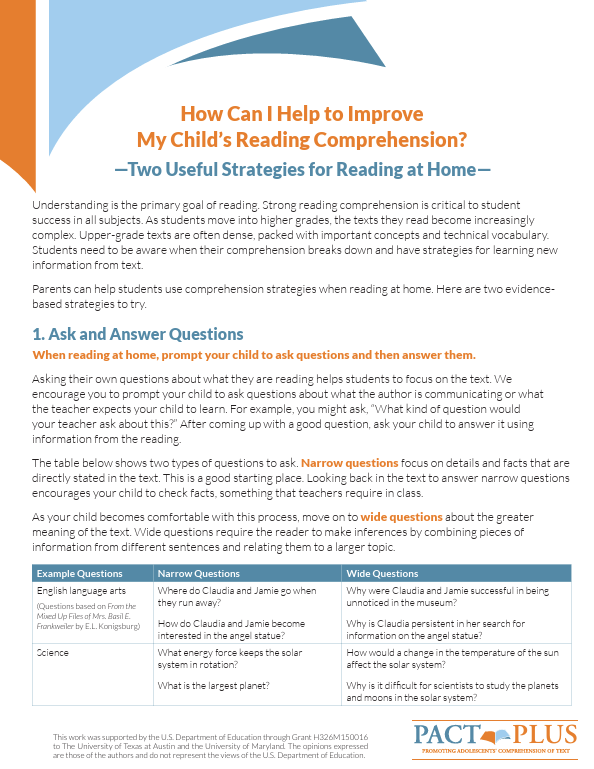 How Can I Help to Improve
My Child's Reading Comprehension?
—Two Useful Strategies for Reading at Home—
Understanding is the primary goal of reading. Strong reading comprehension is critical to student
success in all subjects. As students move into higher grades, the texts they read become increasingly
complex. Upper-grade texts are often dense, packed with important concepts and technical vocabulary.
Students need to be aware when their comprehension breaks down and have strategies for learning new
information from text.
Parents can help students use comprehension strategies when reading at home. Here are two evidence-
based strategies to try.
1. Ask and Answer Questions
When reading at home, prompt your child to ask questions and then answer them.
Asking their own questions about what they are reading helps students to focus on the text. We
encourage you to prompt your child to ask questions about what the author is communicating or what
the teacher expects your child to learn. For example, you might ask, "What kind of question would
your teacher ask about this?" After coming up with a good question, ask your child to answer it using
information from the reading.
The table below shows two types of questions to ask. Narrow questions focus on details and facts that are
directly stated in the text. This is a good starting place. Looking back in the text to answer narrow questions
encourages your child to check facts, something that teachers require in class.
As your child becomes comfortable with this process, move on to wide questions about the greater
meaning of the text. Wide questions require the reader to make inferences by combining pieces of
information from different sentences and relating them to a larger topic.
Example Questions
Narrow Questions
Wide Questions
English language arts
(Questions based on From the
Mixed Up Files of Mrs. Basil E.
Frankweiler by E.L. Konigsburg)
Where do Claudia and Jamie go when
they run away?
How do Claudia and Jamie become
interested in the angel statue?
Why were Claudia and Jamie successful in being
unnoticed in the museum?
Why is Claudia persistent in her search for
information on the angel statue?
Science
What energy force keeps the solar
system in rotation?
What is the largest planet?
How would a change in the temperature of the sun
affect the solar system?
Why is it difficult for scientists to study the planets
and moons in the solar system?
This work was supported by the U.S. Department of Education through Grant H326M150016
to The University of Texas at Austin and the University of Maryland. The opinions expressed
are those of the authors and do not represent the views of the U.S. Department of Education.
PACT PLUS
PROMOTING ADOLESCENTS' COMPREHENSION OF TEXT